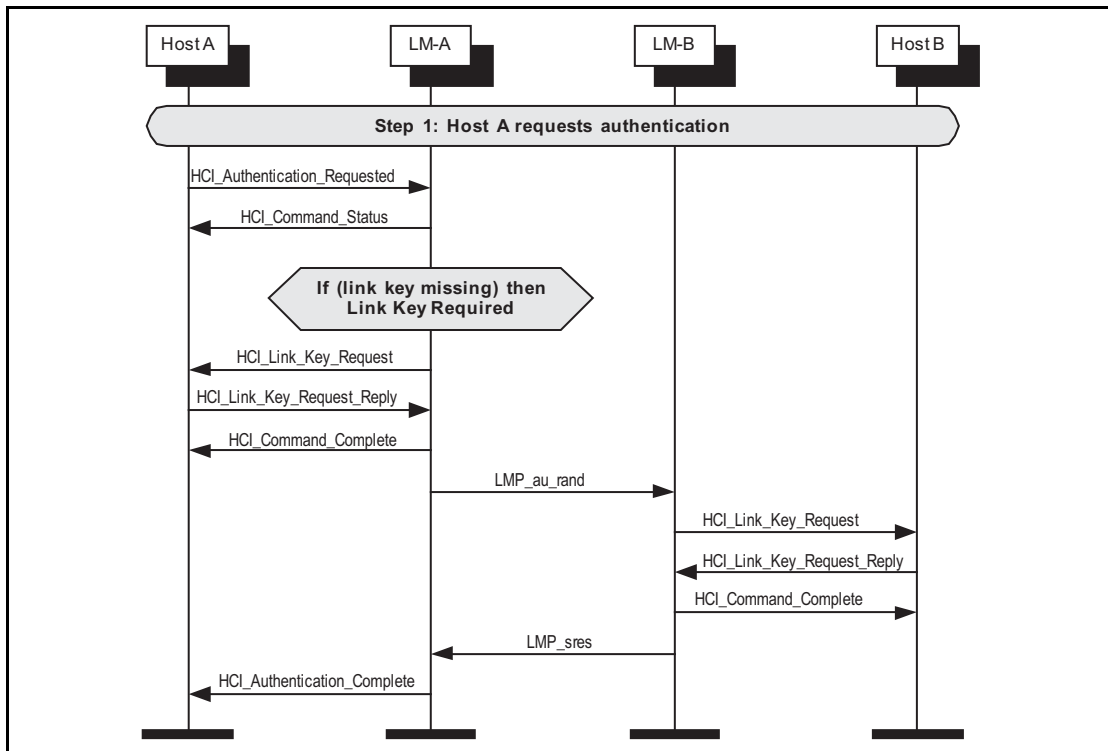 Host A
LM-A
LM-B
Host B
Step 1: Host A requests authentication
HCI_Authentication_Requested
HCI_Command_Status
If (link key missing) then
Link Key Required
HCI_Link_Key_Request
HCI_Link_Key_Request_Reply
HCI_Command_Complete
LMP_au_rand
HCI_Link_Key_Request
HCI_Link_Key_Request_Reply
HCI_Command_Complete
LMP_sres
HCI_Authentication_Complete